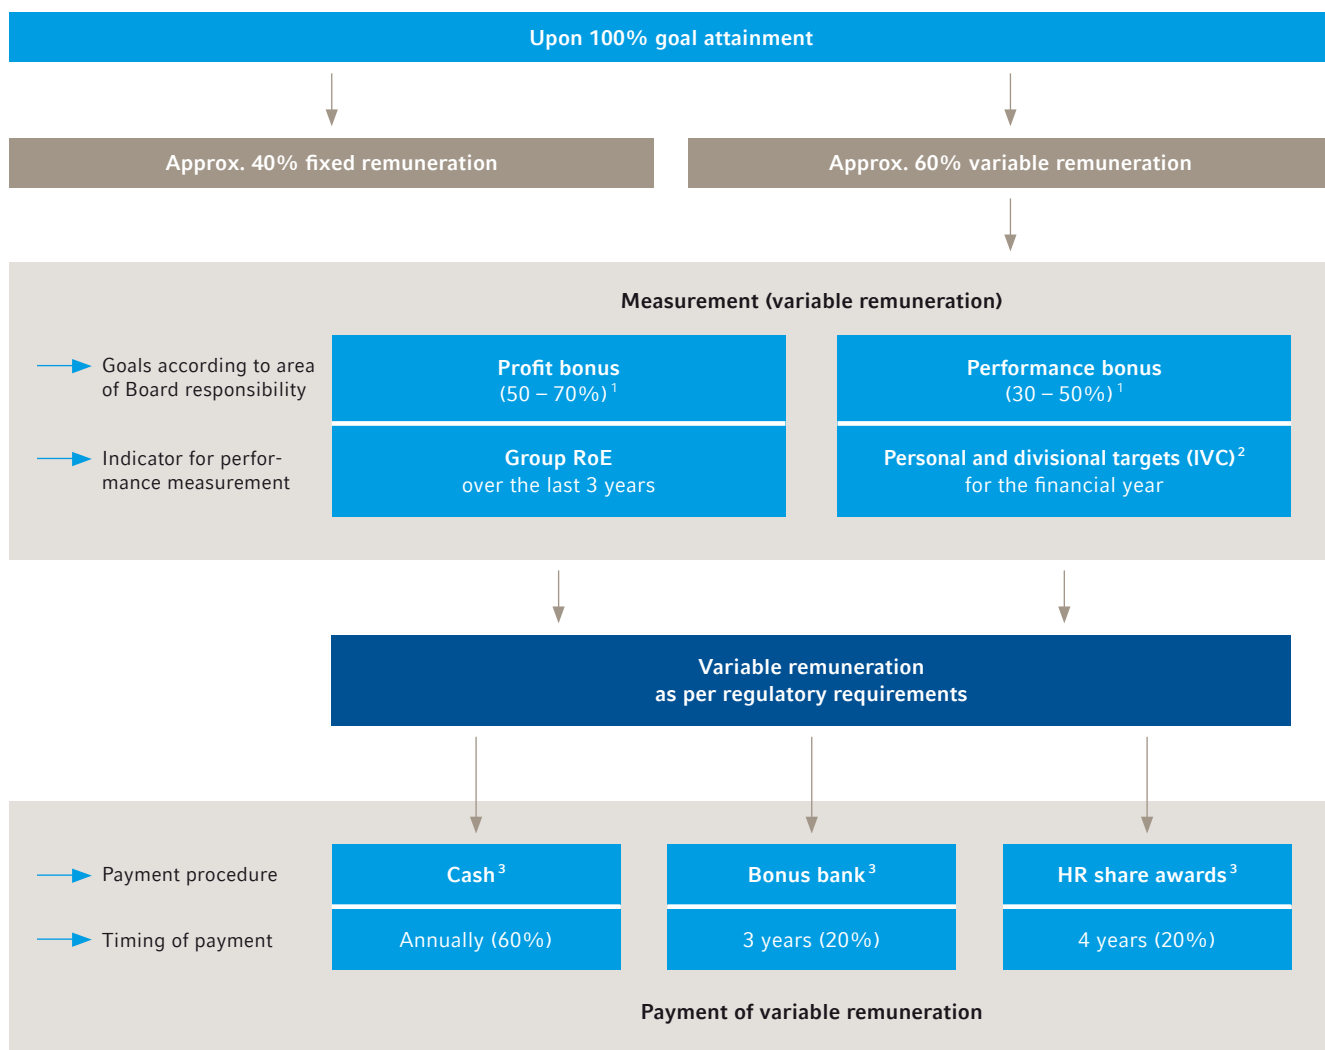 Upon 100% goal attainment
Approx. 40% fixed remuneration
Approx. 60% variable remuneration
Measurement (variable remuneration)
Goals according to area
of Board responsibility
Profit bonus
(50 – 70%) 1
Performance bonus
(30 – 50%) 1
Indicator for perfor-
mance measurement
Group RoE
over the last 3 years
Personal and divisional targets (IVC) 2
for the financial year
Variable remuneration
as per regulatory requirements
Payment procedure
Cash 3
Bonus bank 3
HR share awards 3
Timing of payment
Annually (60%)
3 years (20%)
4 years (20%)
Payment of variable remuneration